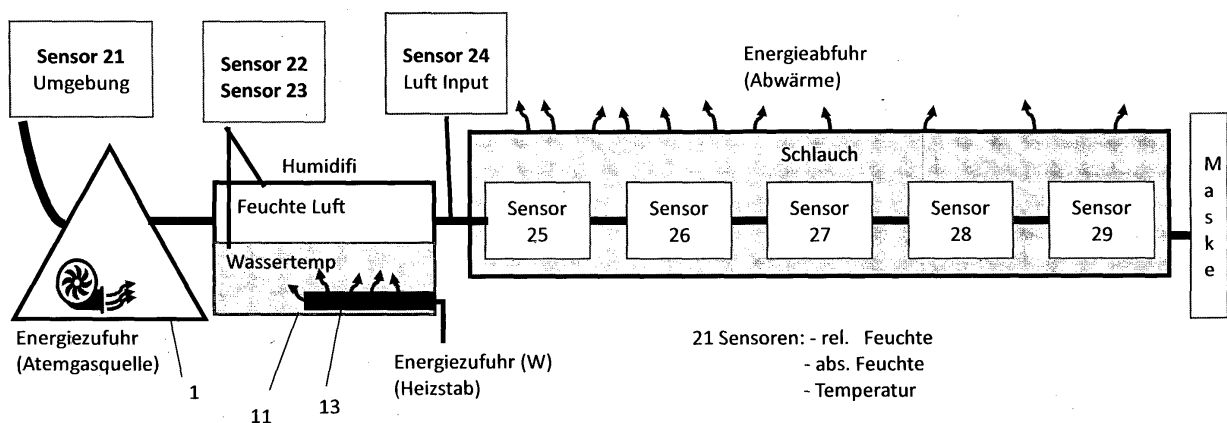 Sensor 21
Umgebung
Sensor 22
Sensor 23
Sensor 24
Luft Input
Energieabfuhr
(Abwärme)
Humidifi
Feuchte Luft
Wassertemp
Schlauch
Sensor
25
Sensor
26
Sensor
27
Sensor
28
Sensor
29
M
a
s
k
e
Energiezufuhr
(Atemgasquelle)
1
11
13
Energiezufuhr (W)
(Heizstab)
21 Sensoren: - rel. Feuchte
- abs. Feuchte
- Temperatur